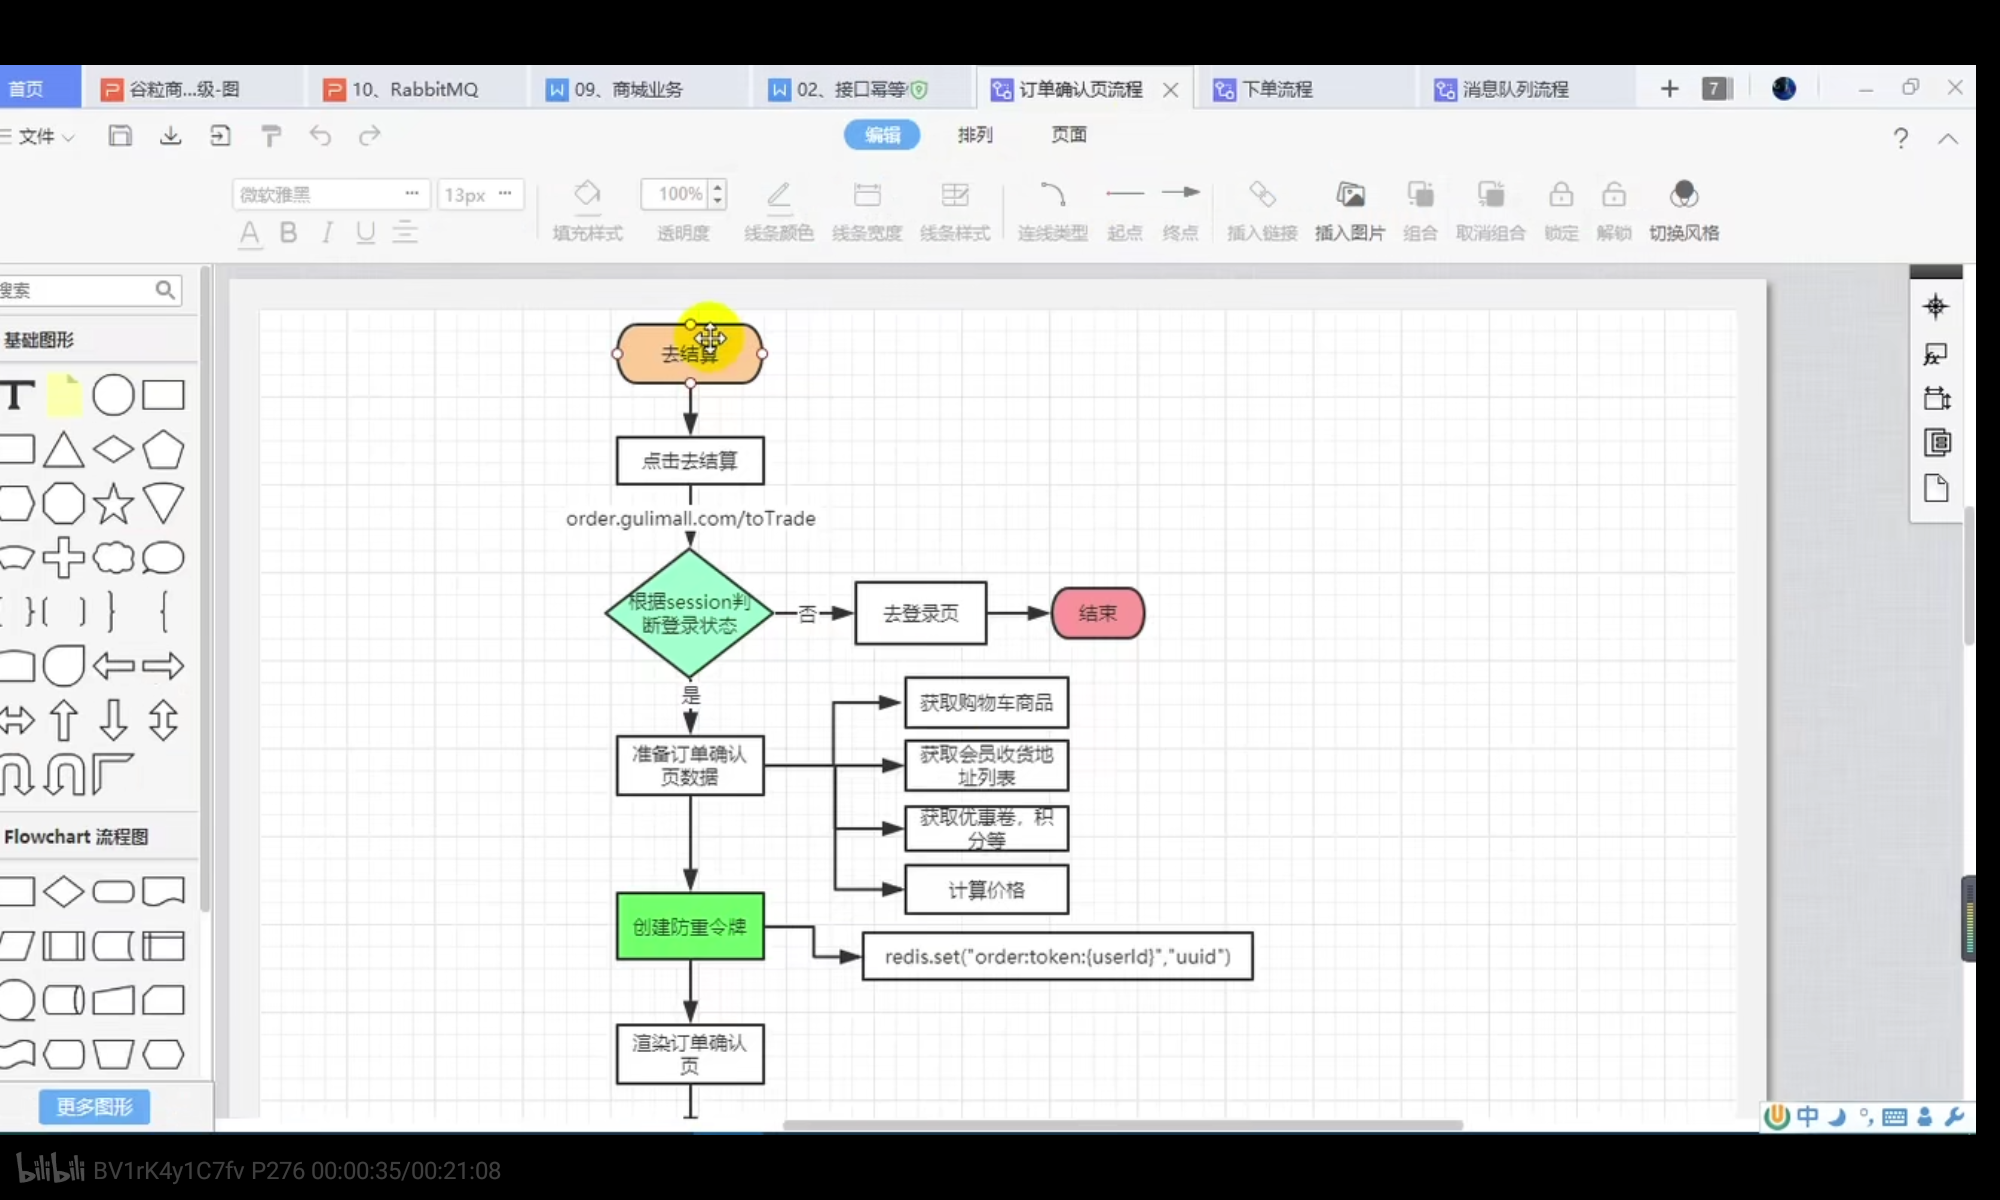 首页
谷粒商...级-图
10、RabbitMQ
09、商城业务
02、接口幂等
订单确认页流程
下单流程
消息队列流程
7
文件
编辑
排列
页面
?
微软雅黑
13px
100%
A B I U
填充样式
透明度
线条颜色
线条宽度
线条样式
连线类型
起点
终点
插入链接
插入图片
组合
取消组合
锁定
解锁
切换风格
搜索
基础图形
T
Flowchart 流程图
更多图形
去结算
点击去结算
order.gulimall.com/toTrade
根据session判
断登录状态
否
去登录页
结束
是
准备订单确认
页数据
获取购物车商品
获取会员收货地
址列表
获取优惠卷，积
分等
计算价格
创建防重令牌
redis.set("order:token:{userId}","uuid")
渲染订单确认
页
中
bilibili BV1rK4y1C7fv P276 00:00:35/00:21:08